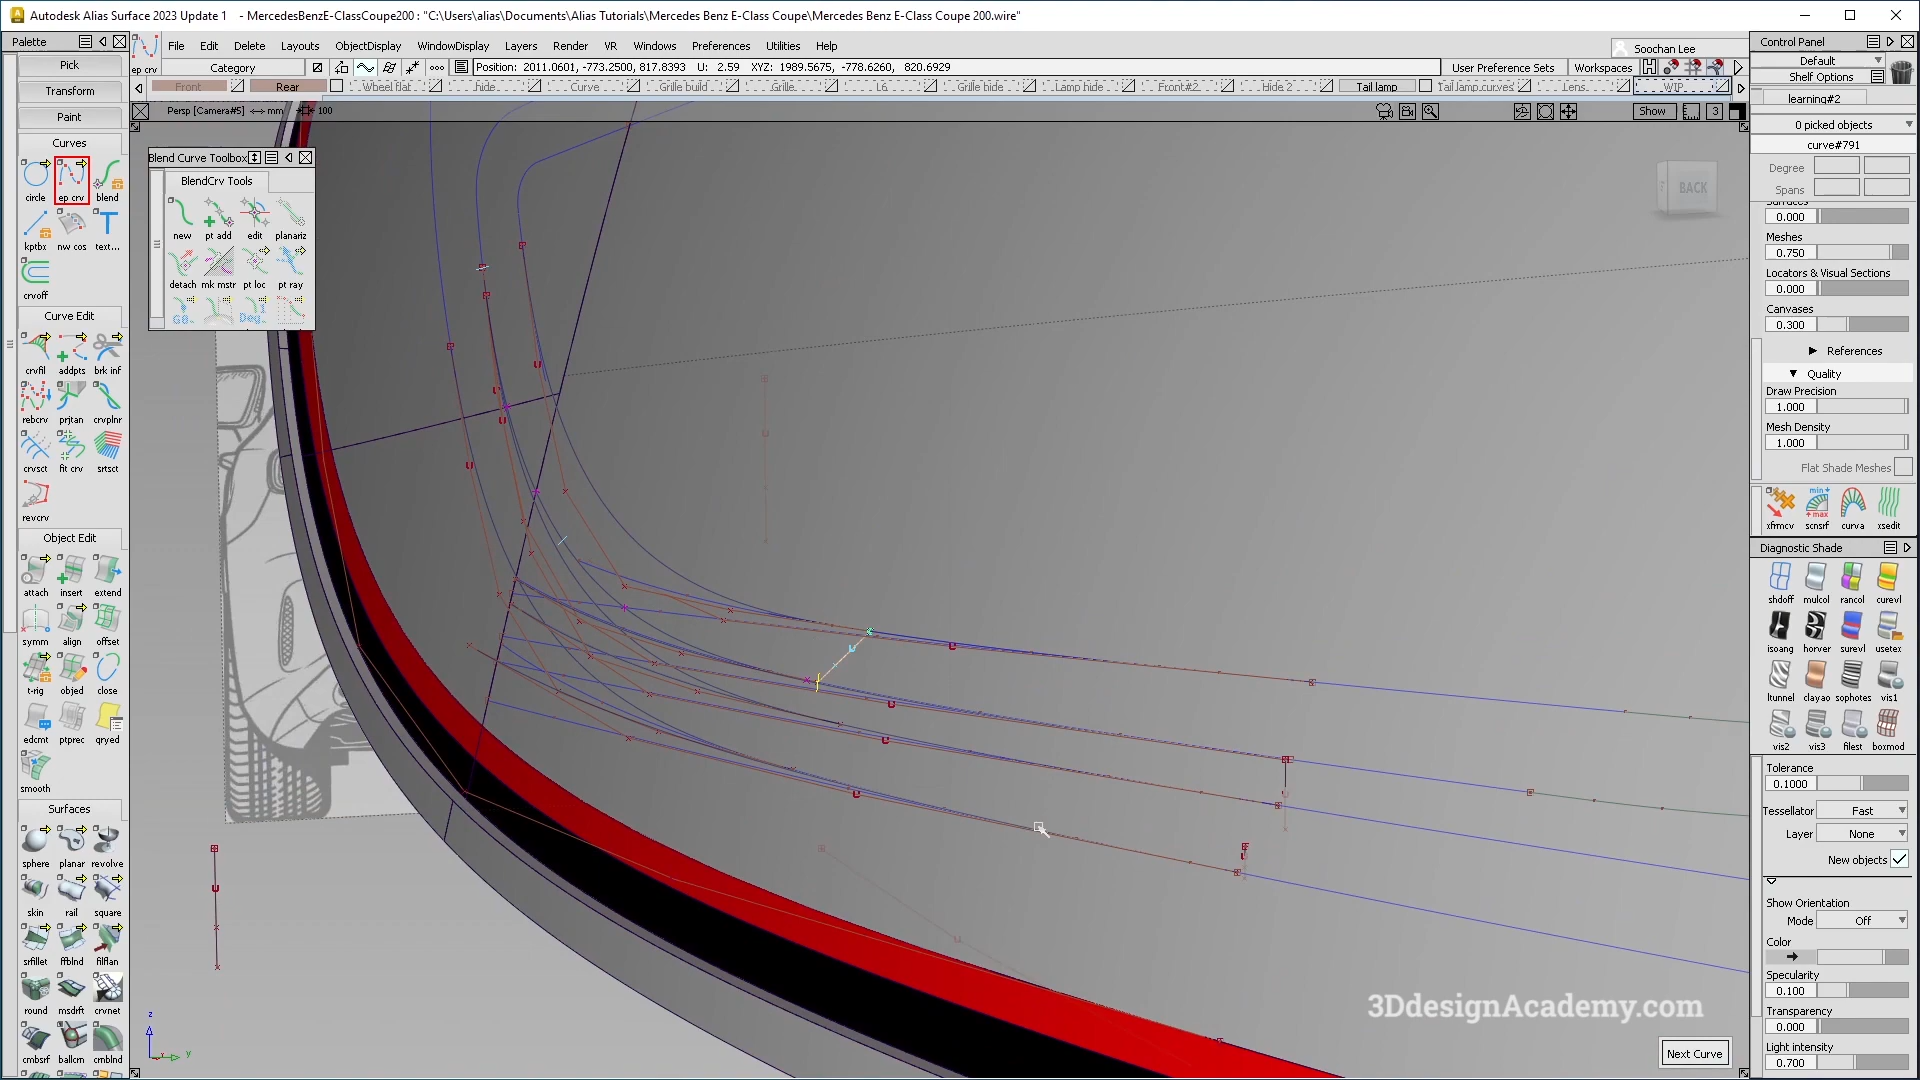 Autodesk Alias Surface 2023 Update 1 - MercedesBenzE-ClassCoupe200 : "C:\Users\alias\Documents\Alias Tutorials\Mercedes Benz E-Class Coupe\Mercedes Benz E-Class Coupe 200.wire"
Palette
File Edit Delete Layouts ObjectDisplay WindowDisplay Layers Render VR Windows Preferences Utilities Help
Soochan Lee
Control Panel
ep crv
Category
Position: 2011.0601, -773.2500, 817.8393 U: 2.59 XYZ: 1989.5675, -778.6260, 820.6929
User Preference Sets
Workspaces
Default
Shelf Options
Front Rear Wheel flat hide Curve Grille build Grille L6 Grille hide Lamp hide Front#2 Hide 2 Tail lamp Tail lamp curves Lens WIP
Persp [Camera#5] <-> mm 100
Show
3
BACK
learning#2
0 picked objects
curve#791
Degree
Spans
Surfaces
0.000
Meshes
0.750
Locators & Visual Sections
0.000
Canvases
0.300
References
Quality
Draw Precision
1.000
Mesh Density
1.000
Flat Shade Meshes
xfrmcv scnsrf curva xsedit
Diagnostic Shade
shdoff mulcol rancol curevl
isoang horver surevl usetex
ltunnel clayao sophotes vis1
vis2 vis3 filest boxmod
Tolerance
0.1000
Tessellator Fast
Layer None
New objects
Show Orientation
Mode Off
Color
Specularity
0.100
Transparency
0.000
Light intensity
0.700
Pick
Transform
Paint
Curves
circle ep crv blend
kptbx nw cos text...
crvoff
Curve Edit
crvfil addpts brk inf
rebcrv prjtan crvplnr
crvsct fit crv srtsct
revcrv
Object Edit
attach insert extend
symm align offset
t-rig objed close
edcmt ptprec qryed
smooth
Surfaces
sphere planar revolve
skin rail square
srfillet ffblnd filflan
round msdrft crvnet
cmbsrf ballcrn cmblnd
Blend Curve Toolbox
BlendCrv Tools
new pt add edit planariz
detach mk mstr pt loc pt ray
3DdesignAcademy.com
Next Curve
z
y